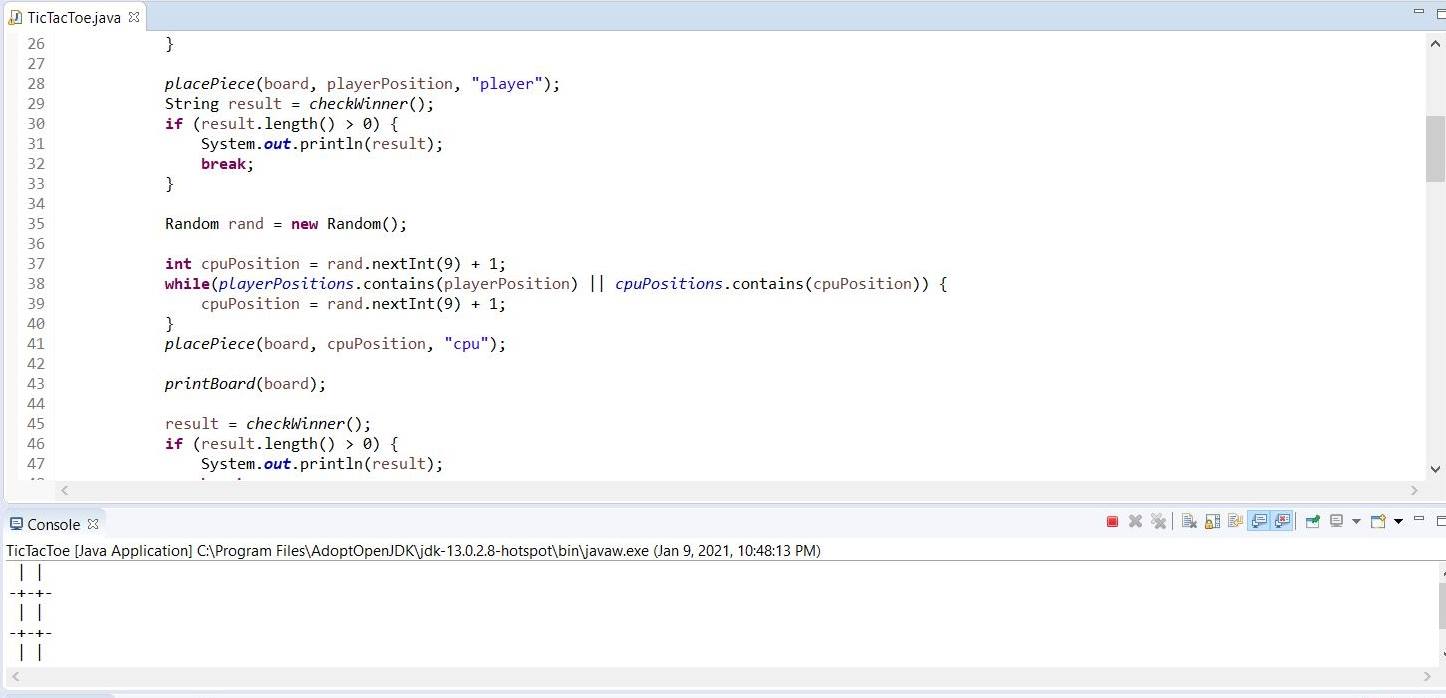 TicTacToe.java
26 }
27
28 placePiece(board, playerPosition, "player");
29 String result = checkWinner();
30 if (result.length() > 0) {
31 System.out.println(result);
32 break;
33 }
34
35 Random rand = new Random();
36
37 int cpuPosition = rand.nextInt(9) + 1;
38 while(playerPositions.contains(playerPosition) || cpuPositions.contains(cpuPosition)) {
39 cpuPosition = rand.nextInt(9) + 1;
40 }
41 placePiece(board, cpuPosition, "cpu");
42
43 printBoard(board);
44
45 result = checkWinner();
46 if (result.length() > 0) {
47 System.out.println(result);
Console
TicTacToe [Java Application] C:\Program Files\AdoptOpenJDK\jdk-13.0.2.8-hotspot\bin\javaw.exe (Jan 9, 2021, 10:48:13 PM)
| |
-+-+-
| |
-+-+-
| |